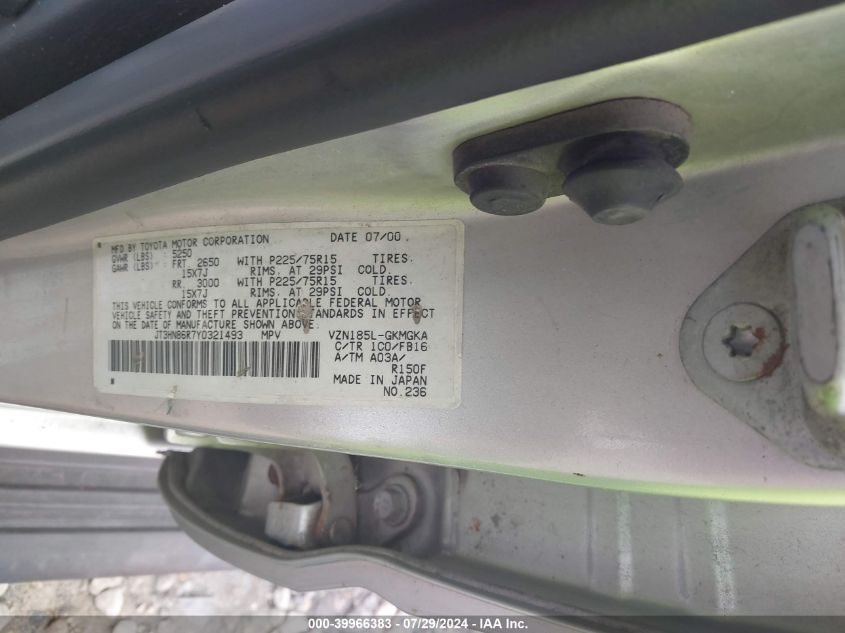 MFD BY TOYOTA MOTOR CORPORATION DATE 07/00
GVWR (LBS) 5250
GAWR (LBS) FRT 2650 WITH P225/75R15 TIRES.
15X7J RIMS. AT 29PSI COLD.
RR. 3000 WITH P225/75R15 TIRES.
15X7J RIMS. AT 29PSI COLD.
THIS VEHICLE CONFORMS TO ALL APPLICABLE FEDERAL MOTOR
VEHICLE SAFETY AND THEFT PREVENTION STANDARDS IN EFFECT
ON THE DATE OF MANUFACTURE SHOWN ABOVE.
JT3HN86R7Y0321493 MPV VZN185L-GKMGKA
C/TR 1C0/FB16
A/TM A03A/
R150F
MADE IN JAPAN
NO.236
000-39966383 - 07/29/2024 - IAA Inc.